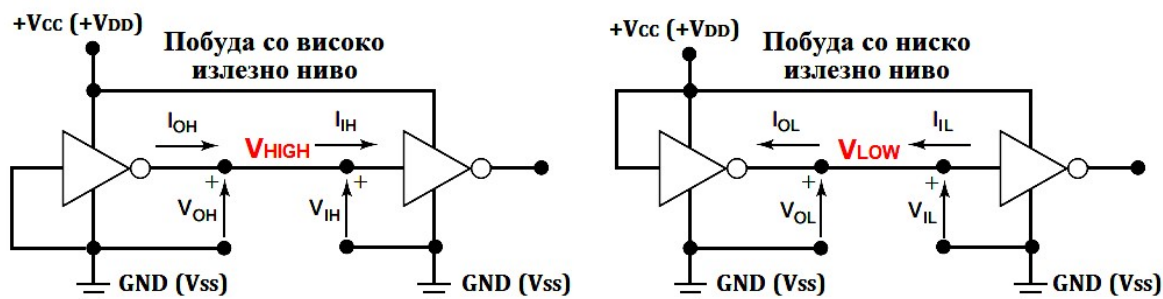 +VCC (+VDD)
Побуда со високо
излезно ниво
IOH
VHIGH
IIH
+
+
VOH
VIH
GND (VSS)
GND (VSS)
+VCC (+VDD)
Побуда со ниско
излезно ниво
IOL
VLOW
IIL
+
+
VOL
VIL
GND (VSS)
GND (VSS)